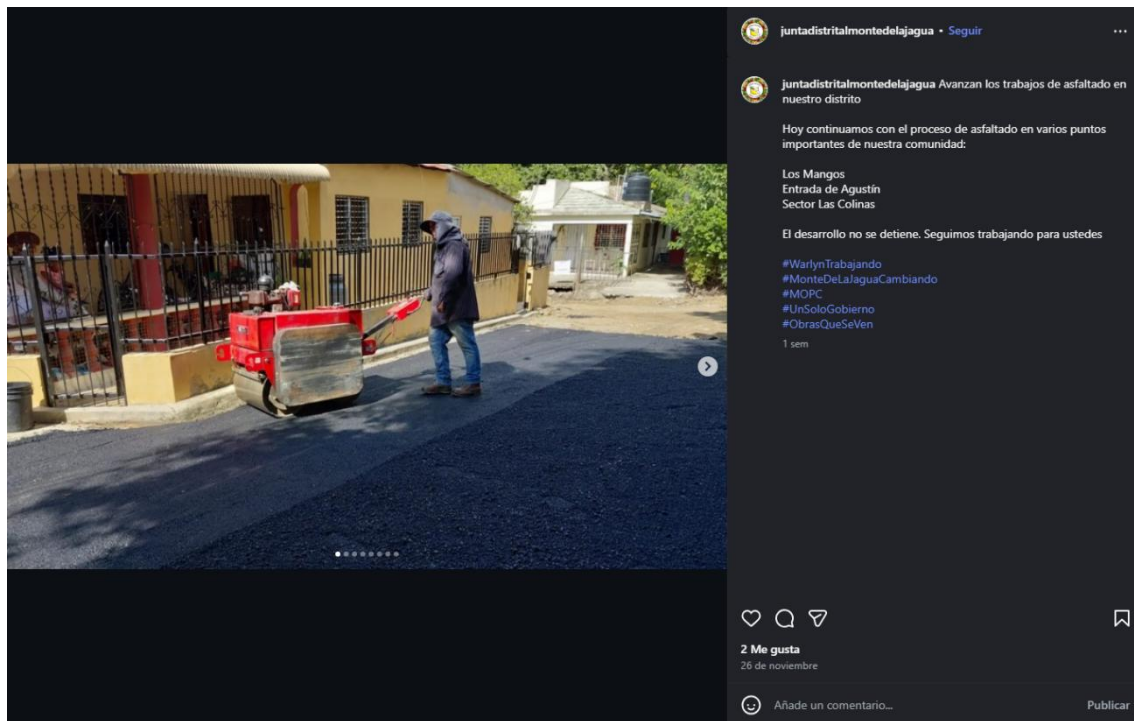 juntadistritalmontedelajagua • Seguir
juntadistritalmontedelajagua Avanzan los trabajos de asfaltado en
nuestro distrito
Hoy continuamos con el proceso de asfaltado en varios puntos
importantes de nuestra comunidad:
Los Mangos
Entrada de Agustín
Sector Las Colinas
El desarrollo no se detiene. Seguimos trabajando para ustedes
#WarlynTrabajando
#MonteDeLaJaguaCambiando
#MOPC
#UnSoloGobierno
#ObrasQueSeVen
1 sem
2 Me gusta
26 de noviembre
Añade un comentario...
Publicar